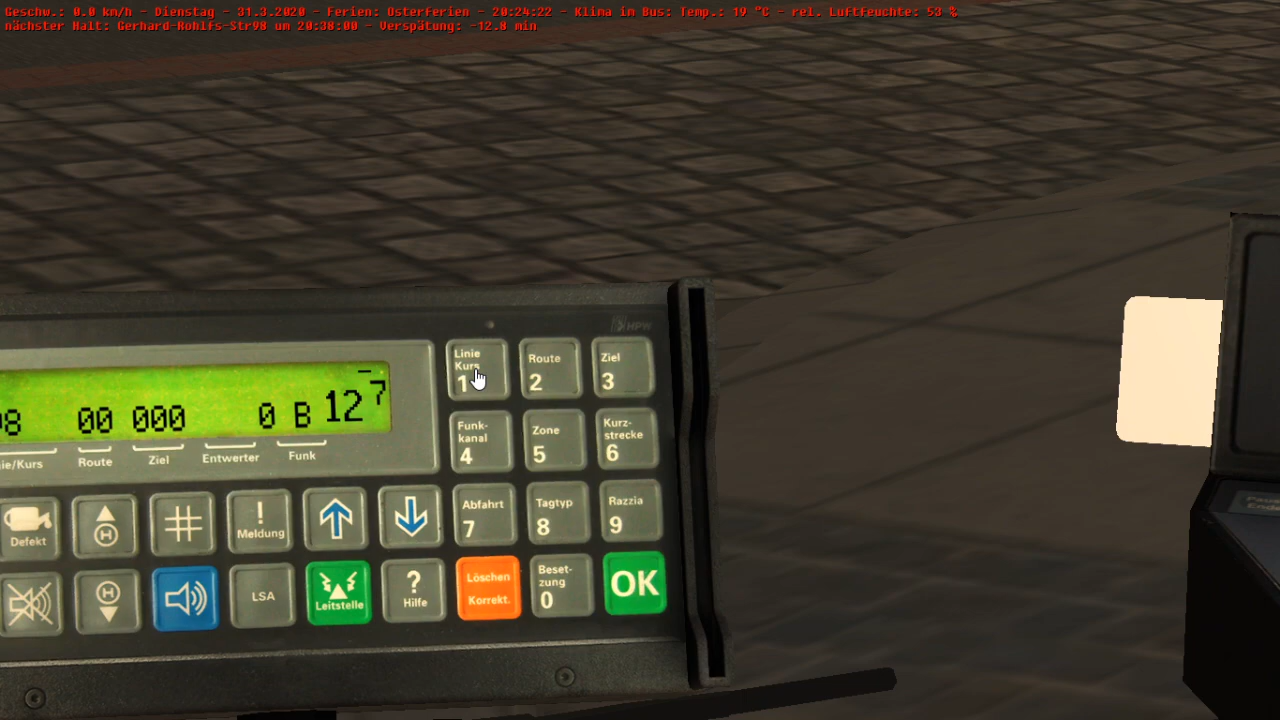 Geschw.: 0.0 km/h - Dienstag - 31.3.2020 - Ferien: Osterferien - 20:24:22 - Klima im Bus: Temp.: 19 °C - rel. Luftfeuchte: 53 %
nächster Halt: Gerhard-Rohlfs-Str98 um 20:38:00 - Verspätung: -12.8 min
HPW
Linie
Kurs
1
Route
2
Ziel
3
8 00 000 0 B 12 -7
ie/Kurs Route Ziel Entwerter Funk
Funk-
kanal
4
Zone
5
Kurz-
strecke
6
Defekt
H
#
!
Meldung
Abfahrt
7
Tagtyp
8
Razzia
9
H
LSA
Leitstelle
?
Hilfe
Löschen
Korrekt.
Beset-
zung
0
OK